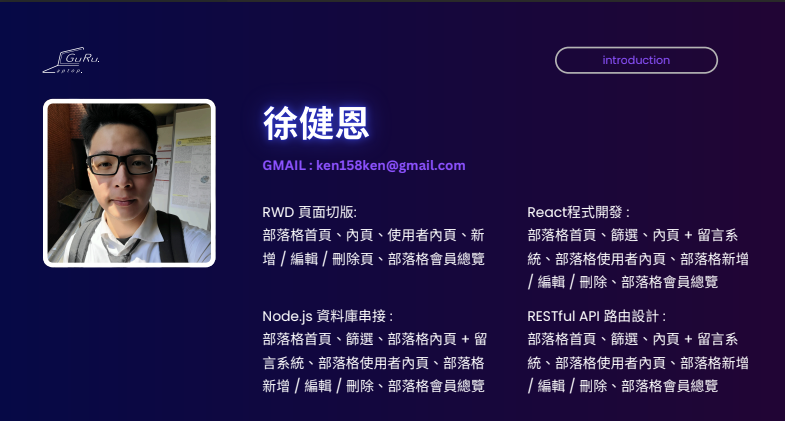 GuRu.
aptop.
introduction
徐健恩
GMAIL : ken158ken@gmail.com
RWD 頁面切版:
部落格首頁、內頁、使用者內頁、新
增 / 編輯 / 刪除頁、部落格會員總覽
React程式開發 :
部落格首頁、篩選、內頁 + 留言系
統、部落格使用者內頁、部落格新增
/ 編輯 / 刪除、部落格會員總覽
Node.js 資料庫串接 :
部落格首頁、篩選、部落格內頁 + 留
言系統、部落格使用者內頁、部落格
新增 / 編輯 / 刪除、部落格會員總覽
RESTful API 路由設計 :
部落格首頁、篩選、內頁 + 留言系
統、部落格使用者內頁、部落格新增
/ 編輯 / 刪除、部落格會員總覽